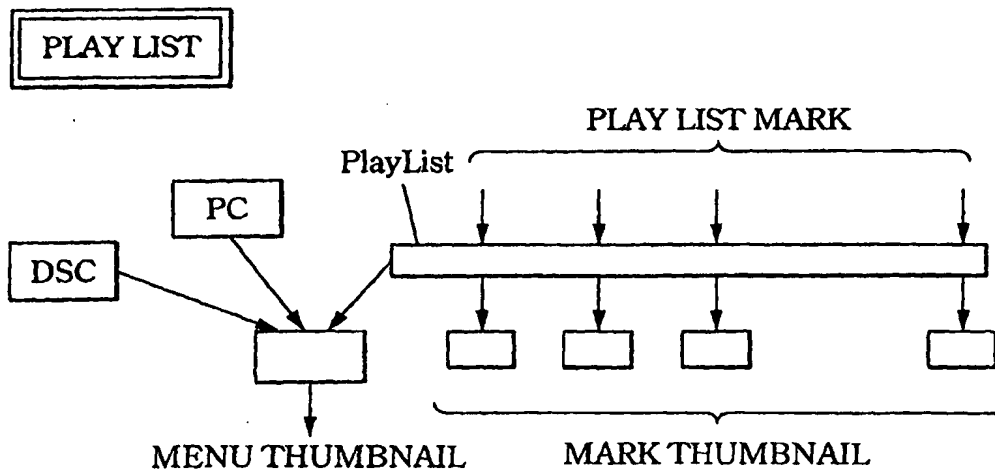 PLAY LIST
PLAY LIST MARK
PlayList
PC
DSC
MENU THUMBNAIL
MARK THUMBNAIL